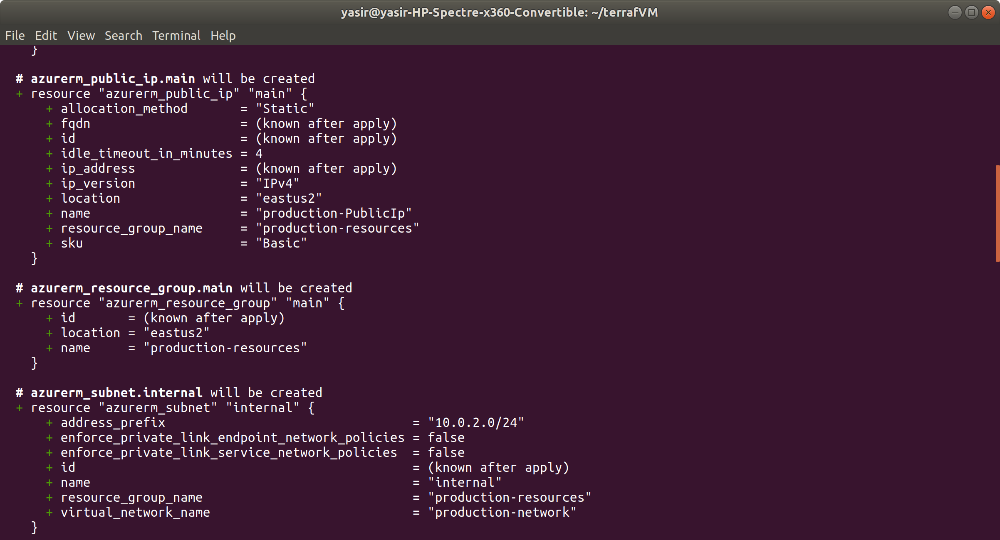 yasir@yasir-HP-Spectre-x360-Convertible: ~/terrafVM
File Edit View Search Terminal Help
    }

  # azurerm_public_ip.main will be created
  + resource "azurerm_public_ip" "main" {
      + allocation_method       = "Static"
      + fqdn                    = (known after apply)
      + id                      = (known after apply)
      + idle_timeout_in_minutes = 4
      + ip_address              = (known after apply)
      + ip_version              = "IPv4"
      + location                = "eastus2"
      + name                    = "production-PublicIp"
      + resource_group_name     = "production-resources"
      + sku                     = "Basic"
    }

  # azurerm_resource_group.main will be created
  + resource "azurerm_resource_group" "main" {
      + id       = (known after apply)
      + location = "eastus2"
      + name     = "production-resources"
    }

  # azurerm_subnet.internal will be created
  + resource "azurerm_subnet" "internal" {
      + address_prefix                                 = "10.0.2.0/24"
      + enforce_private_link_endpoint_network_policies = false
      + enforce_private_link_service_network_policies  = false
      + id                                             = (known after apply)
      + name                                           = "internal"
      + resource_group_name                            = "production-resources"
      + virtual_network_name                           = "production-network"
    }